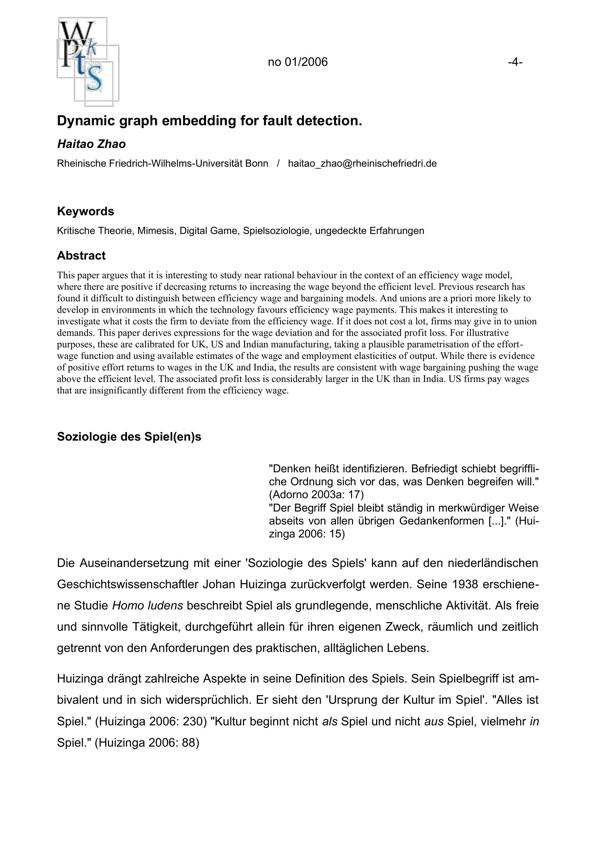 W
Pk
ts
no 01/2006 -4-
Dynamic graph embedding for fault detection.
Haitao Zhao
Rheinische Friedrich-Wilhelms-Universität Bonn / haitao_zhao@rheinischefriedri.de
Keywords
Kritische Theorie, Mimesis, Digital Game, Spielsoziologie, ungedeckte Erfahrungen
Abstract
This paper argues that it is interesting to study near rational behaviour in the context of an efficiency wage model,
where there are positive if decreasing returns to increasing the wage beyond the efficient level. Previous research has
found it difficult to distinguish between efficiency wage and bargaining models. And unions are a priori more likely to
develop in environments in which the technology favours efficiency wage payments. This makes it interesting to
investigate what it costs the firm to deviate from the efficiency wage. If it does not cost a lot, firms may give in to union
demands. This paper derives expressions for the wage deviation and for the associated profit loss. For illustrative
purposes, these are calibrated for UK, US and Indian manufacturing, taking a plausible parametrisation of the effort-
wage function and using available estimates of the wage and employment elasticities of output. While there is evidence
of positive effort returns to wages in the UK and India, the results are consistent with wage bargaining pushing the wage
above the efficient level. The associated profit loss is considerably larger in the UK than in India. US firms pay wages
that are insignificantly different from the efficiency wage.
Soziologie des Spiel(en)s
"Denken heißt identifizieren. Befriedigt schiebt begriffli-
che Ordnung sich vor das, was Denken begreifen will."
(Adorno 2003a: 17)
"Der Begriff Spiel bleibt ständig in merkwürdiger Weise
abseits von allen übrigen Gedankenformen [...]." (Hui-
zinga 2006: 15)
Die Auseinandersetzung mit einer 'Soziologie des Spiels' kann auf den niederländischen
Geschichtswissenschaftler Johan Huizinga zurückverfolgt werden. Seine 1938 erschiene-
ne Studie Homo ludens beschreibt Spiel als grundlegende, menschliche Aktivität. Als freie
und sinnvolle Tätigkeit, durchgeführt allein für ihren eigenen Zweck, räumlich und zeitlich
getrennt von den Anforderungen des praktischen, alltäglichen Lebens.
Huizinga drängt zahlreiche Aspekte in seine Definition des Spiels. Sein Spielbegriff ist am-
bivalent und in sich widersprüchlich. Er sieht den 'Ursprung der Kultur im Spiel'. "Alles ist
Spiel." (Huizinga 2006: 230) "Kultur beginnt nicht als Spiel und nicht aus Spiel, vielmehr in
Spiel." (Huizinga 2006: 88)